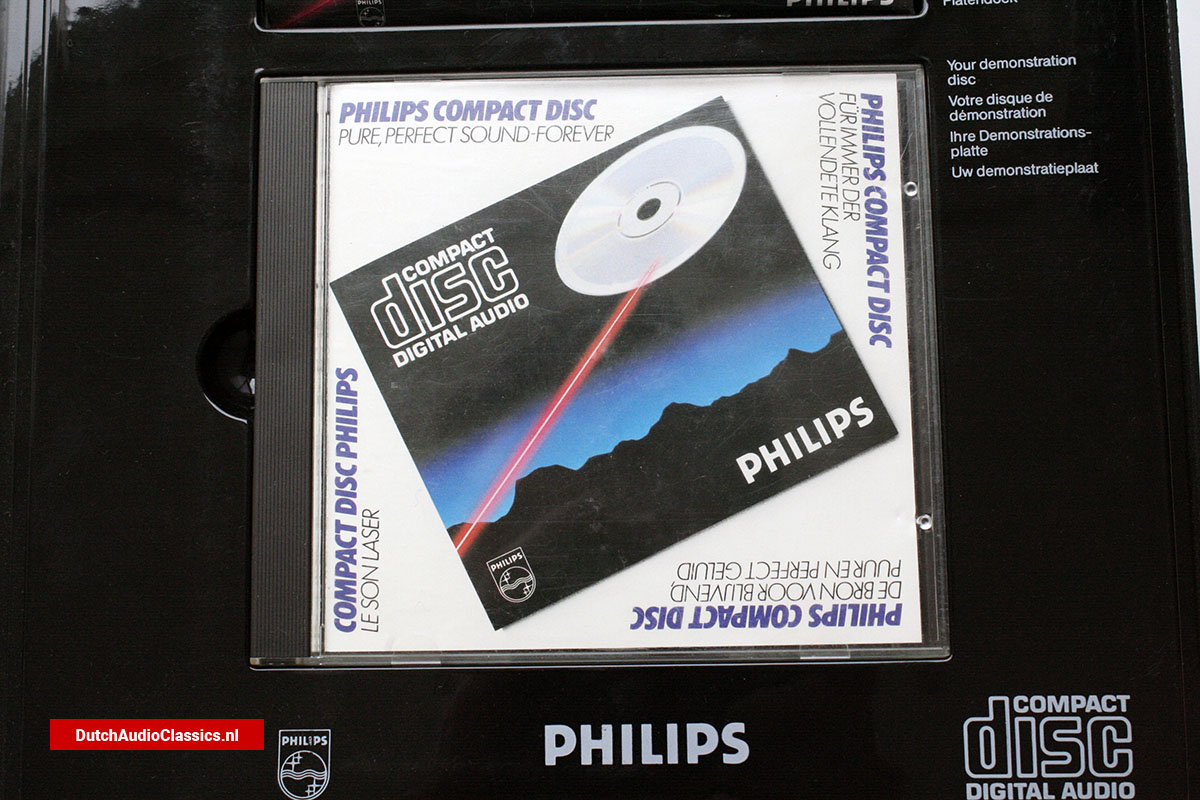 PHILIPS
PHILIPS
Platendoek
Your demonstration
disc
Votre disque de
démonstration
Ihre Demonstrations-
platte
Uw demonstratieplaat
PHILIPS COMPACT DISC
PURE, PERFECT SOUND-FOREVER
PHILIPS COMPACT DISC
FÜR IMMER DER
VOLLENDETE KLANG
COMPACT
disc
DIGITAL AUDIO
PHILIPS
PHILIPS
COMPACT DISC PHILIPS
LE SON LASER
PHILIPS COMPACT DISC
DE BRON VOOR BLIJVEND,
PUUR EN PERFECT GELUID
DutchAudioClassics.nl
PHILIPS
PHILIPS
COMPACT
disc
DIGITAL AUDIO